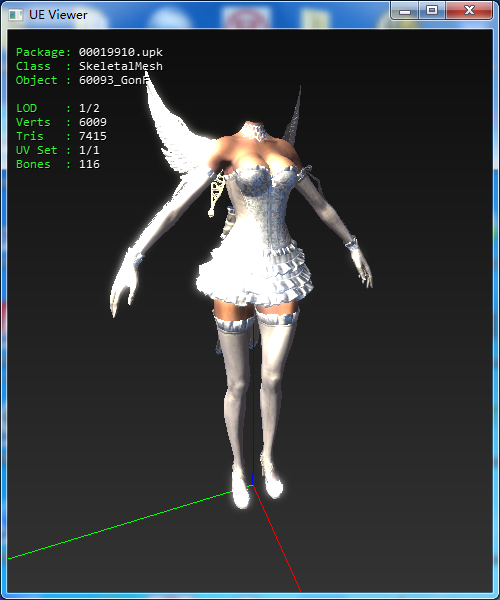 UE Viewer
Package: 00019910.upk
Class : SkeletalMesh
Object : 60093_GonF
LOD : 1/2
Verts : 6009
Tris : 7415
UV Set : 1/1
Bones : 116